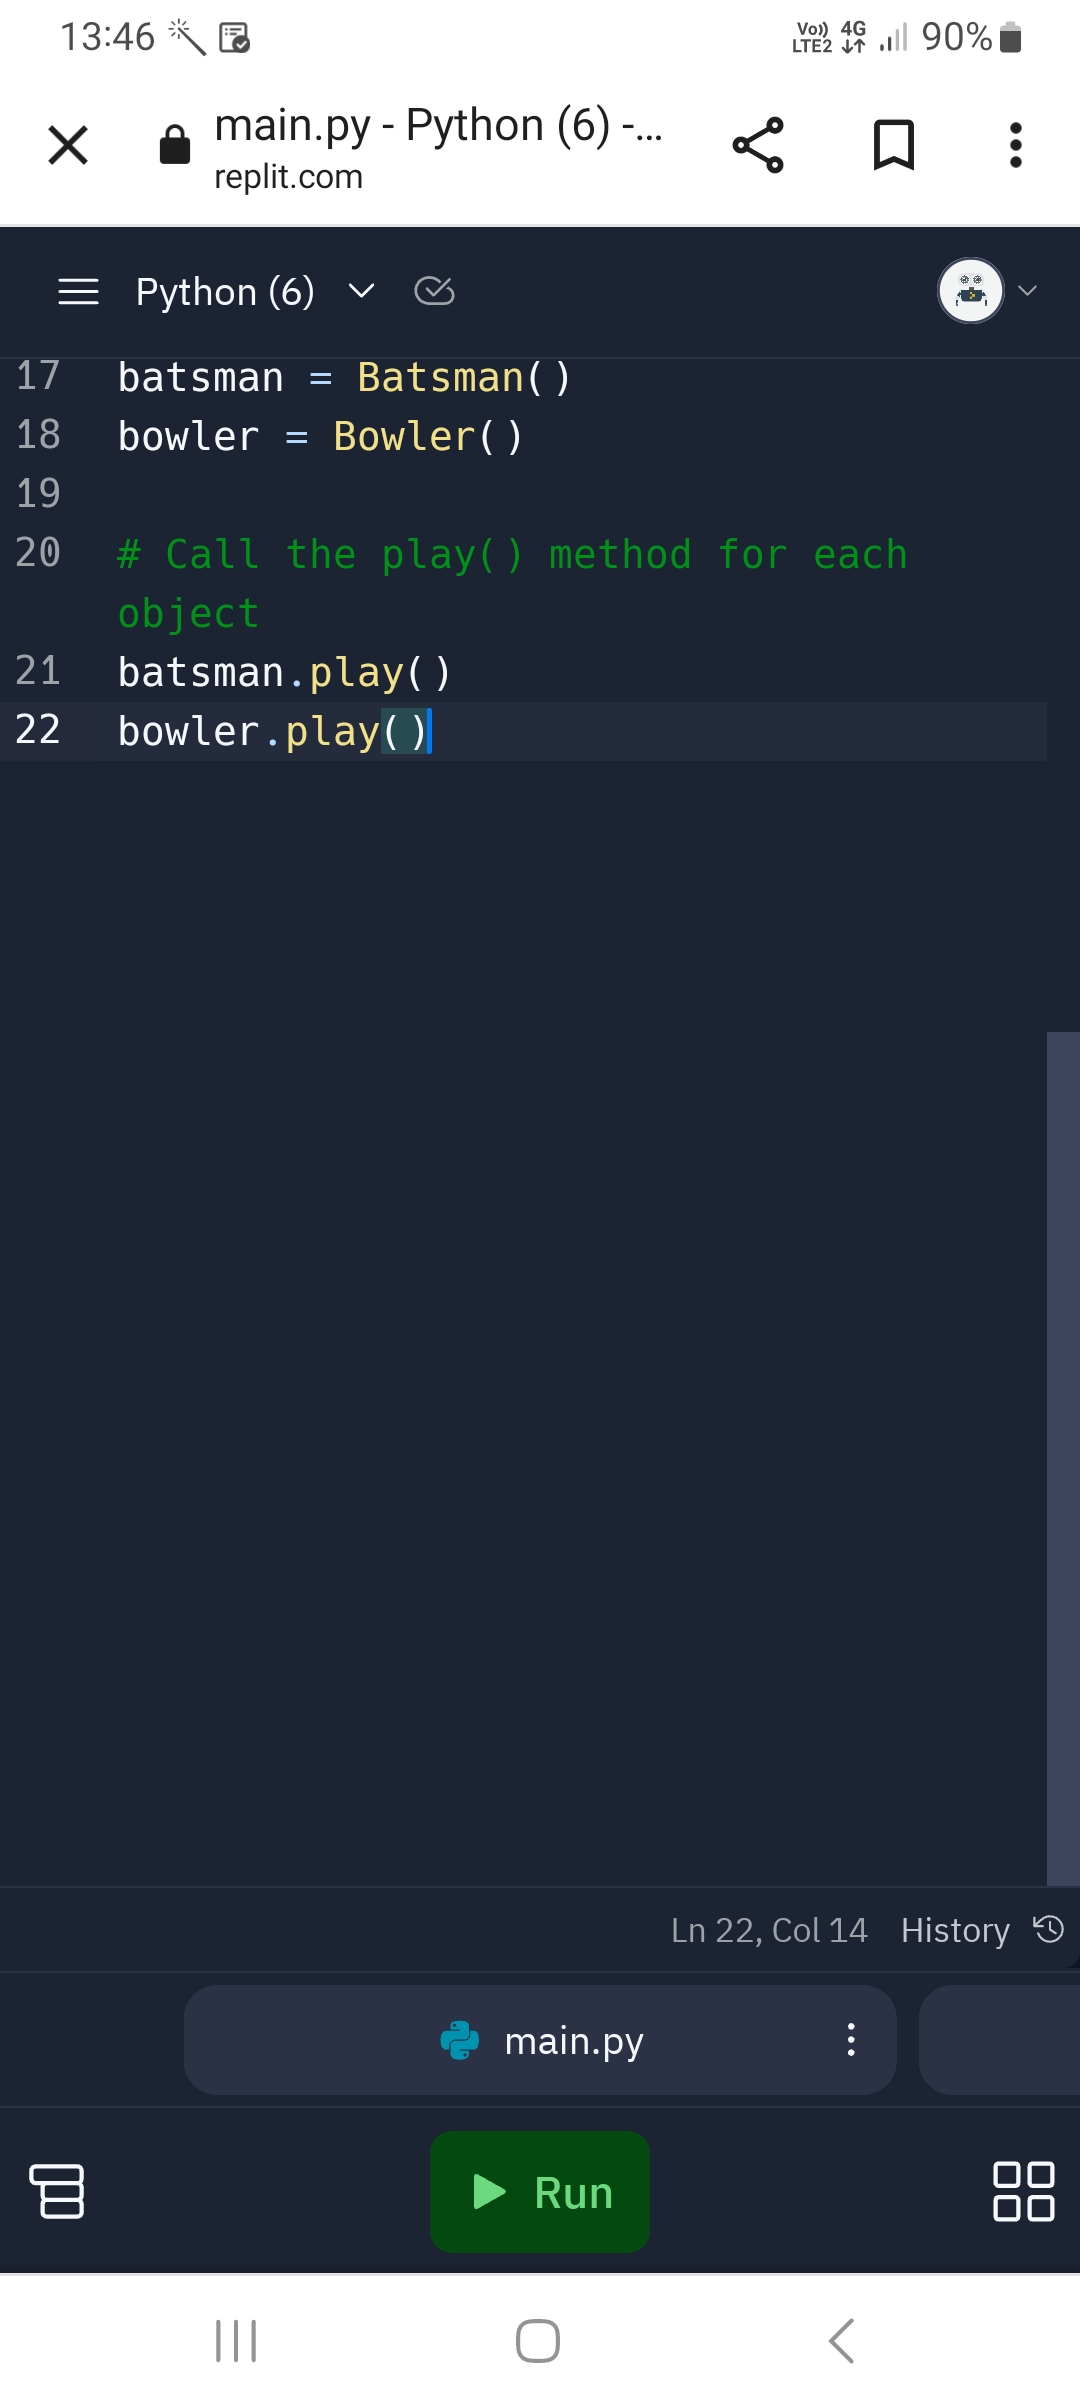 13:46 Vo)) LTE2 4G 90%
main.py - Python (6) -...
replit.com
Python (6)
17 batsman = Batsman()
18 bowler = Bowler()
19
20 # Call the play() method for each
object
21 batsman.play()
22 bowler.play()
Ln 22, Col 14 History
main.py
Run